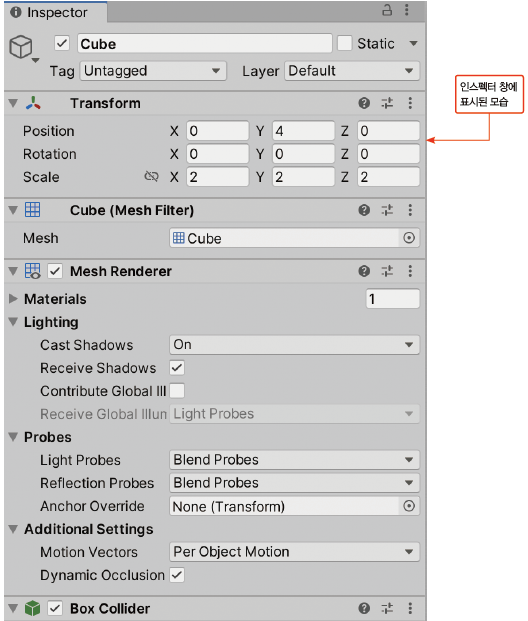 Inspector
Cube Static
Tag Untagged Layer Default
Transform
Position X 0 Y 4 Z 0
Rotation X 0 Y 0 Z 0
Scale X 2 Y 2 Z 2
인스펙터 창에
표시된 모습
Cube (Mesh Filter)
Mesh Cube
Mesh Renderer
Materials 1
Lighting
Cast Shadows On
Receive Shadows
Contribute Global Ill
Receive Global Illun Light Probes
Probes
Light Probes Blend Probes
Reflection Probes Blend Probes
Anchor Override None (Transform)
Additional Settings
Motion Vectors Per Object Motion
Dynamic Occlusion
Box Collider